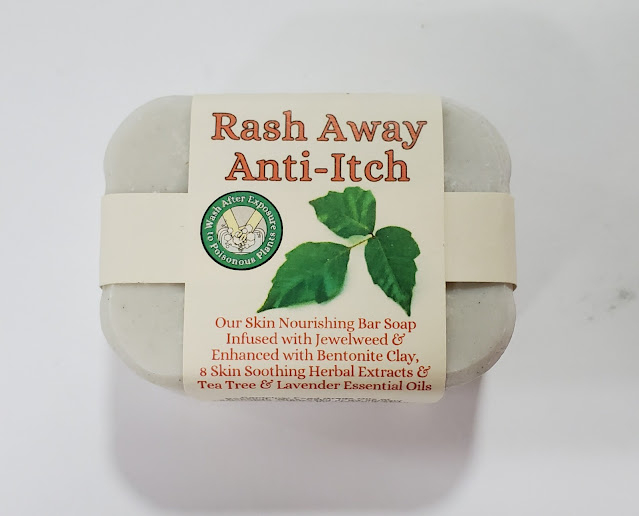 Rash Away
Anti-Itch
Wash After Exposure
to Poisonous Plants
Our Skin Nourishing Bar Soap
Infused with Jewelweed &
Enhanced with Bentonite Clay,
8 Skin Soothing Herbal Extracts &
Tea Tree & Lavender Essential Oils